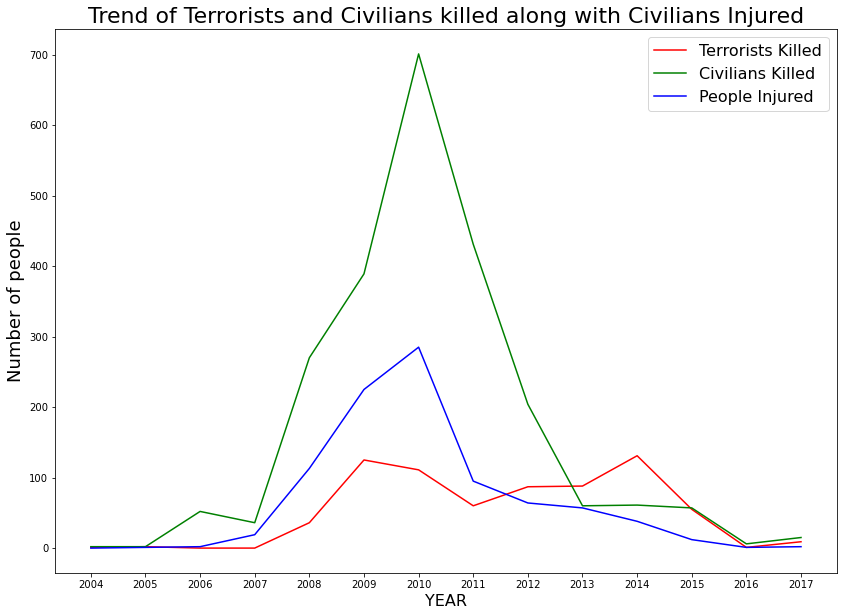 Trend of Terrorists and Civilians killed along with Civilians Injured
Terrorists Killed
Civilians Killed
People Injured
Number of people
700
600
500
400
300
200
100
0
2004 2005 2006 2007 2008 2009 2010 2011 2012 2013 2014 2015 2016 2017
YEAR